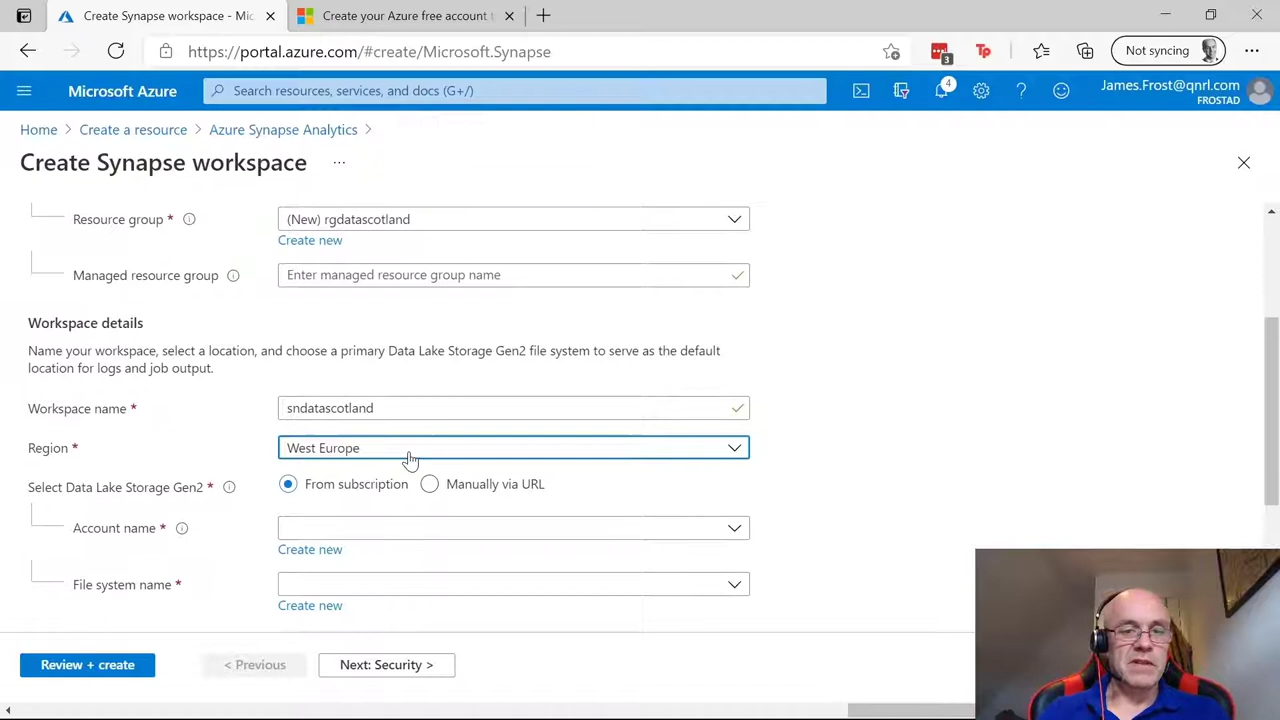 Create Synapse workspace - Mic
Create your Azure free account t
https://portal.azure.com/#create/Microsoft.Synapse
3
Not syncing
Microsoft Azure
Search resources, services, and docs (G+/)
4
James.Frost@qnrl.com
FROSTAD
Home > Create a resource > Azure Synapse Analytics >
Create Synapse workspace ...
Resource group *
(New) rgdatascotland
Create new
Managed resource group
Enter managed resource group name
Workspace details
Name your workspace, select a location, and choose a primary Data Lake Storage Gen2 file system to serve as the default
location for logs and job output.
Workspace name *
sndatascotland
Region *
West Europe
Select Data Lake Storage Gen2 *
From subscription
Manually via URL
Account name *
Create new
File system name *
Create new
Review + create
< Previous
Next: Security >